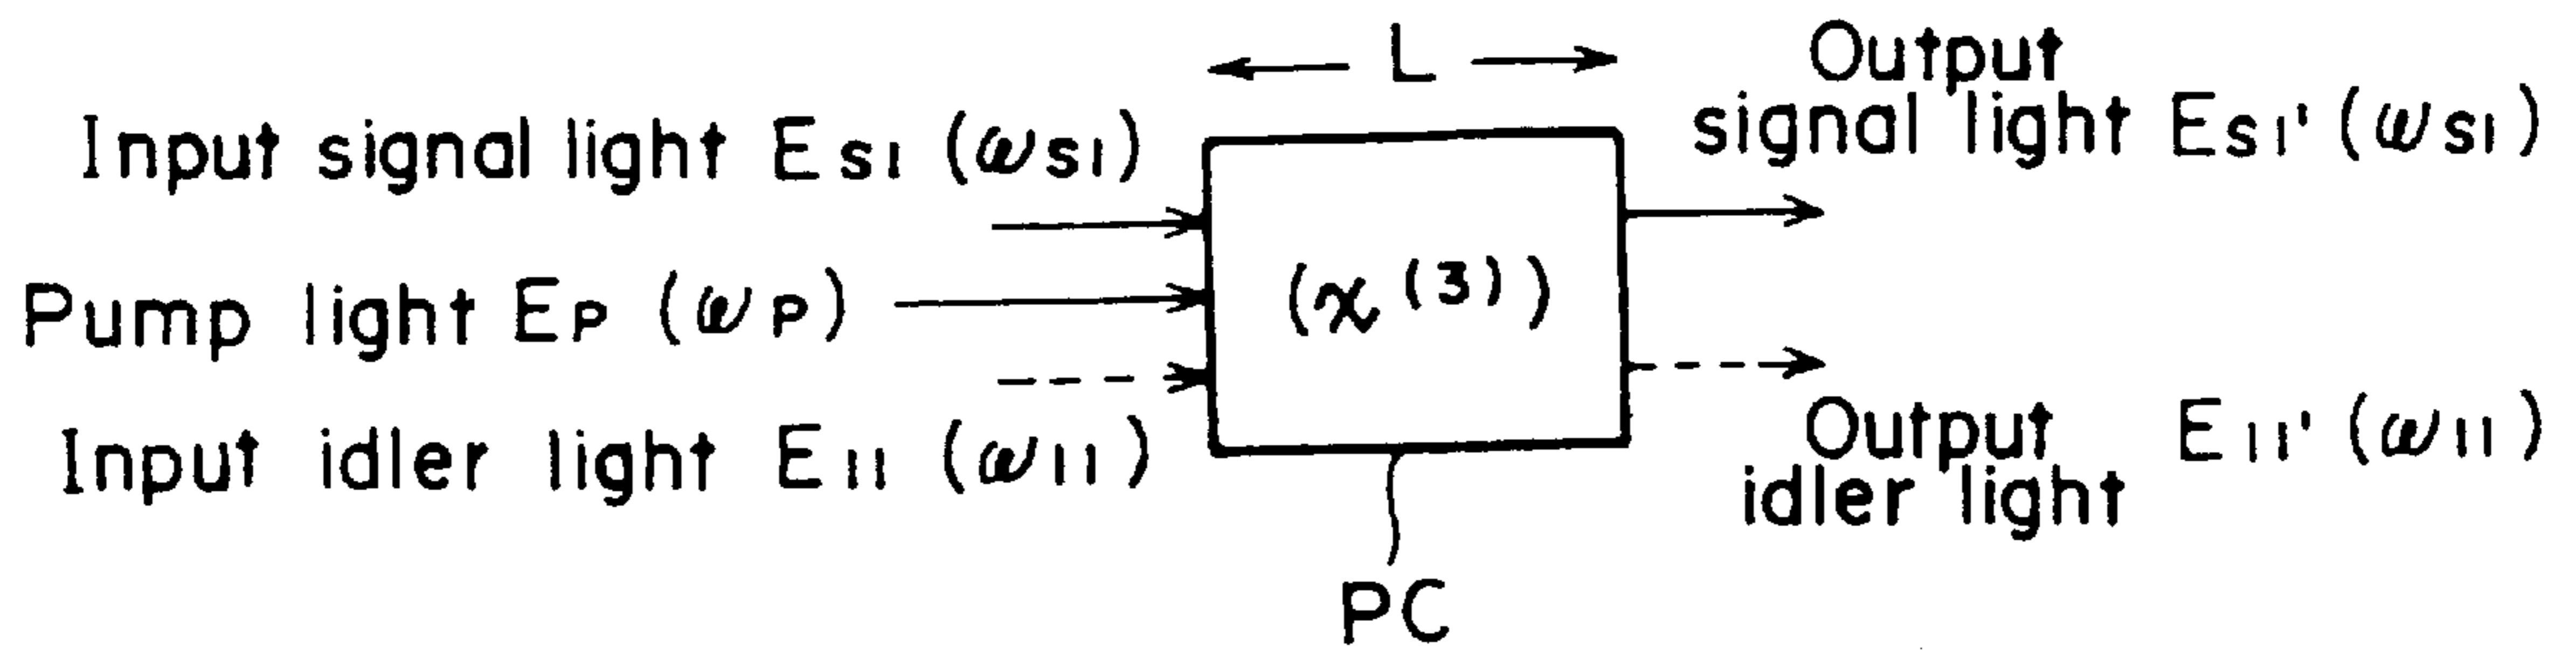 L
Output
signal light ES1' (ωS1)
Input signal light ES1 (ωS1)
Pump light EP (ωP)
(χ(3))
Input idler light EI1 (ωI1)
Output EI1' (ωI1)
idler light
PC